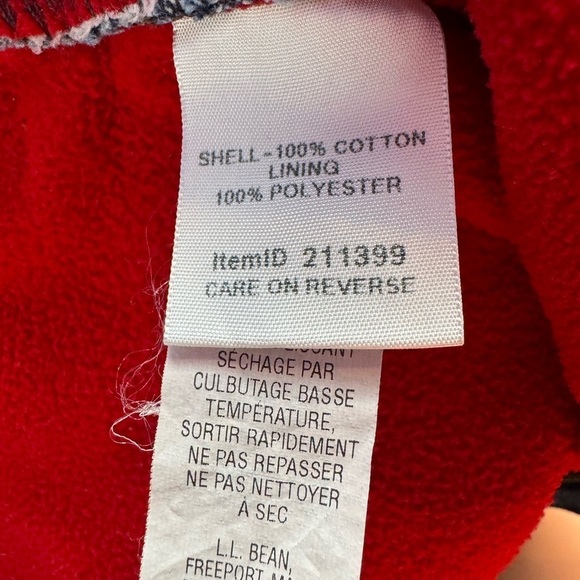 SHELL-100% COTTON
LINING
100% POLYESTER
ItemID 211399
CARE ON REVERSE
SÉCHAGE PAR
CULBUTAGE BASSE
TEMPÉRATURE,
SORTIR RAPIDEMENT
NE PAS REPASSER
NE PAS NETTOYER
À SEC
L.L. BEAN,
FREEPORT,